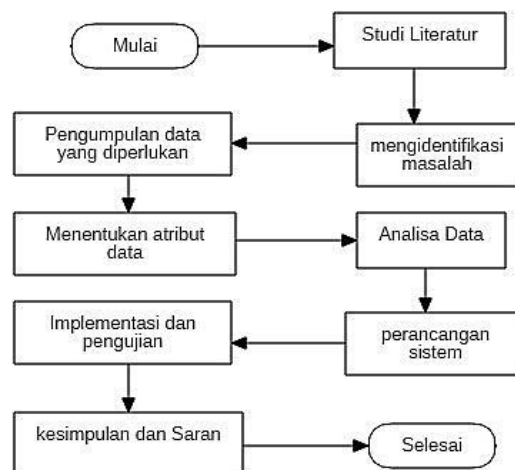 Mulai
Studi Literatur
mengidentifikasi
masalah
Pengumpulan data
yang diperlukan
Menentukan atribut
data
Analisa Data
perancangan
sistem
Implementasi dan
pengujian
kesimpulan dan Saran
Selesai